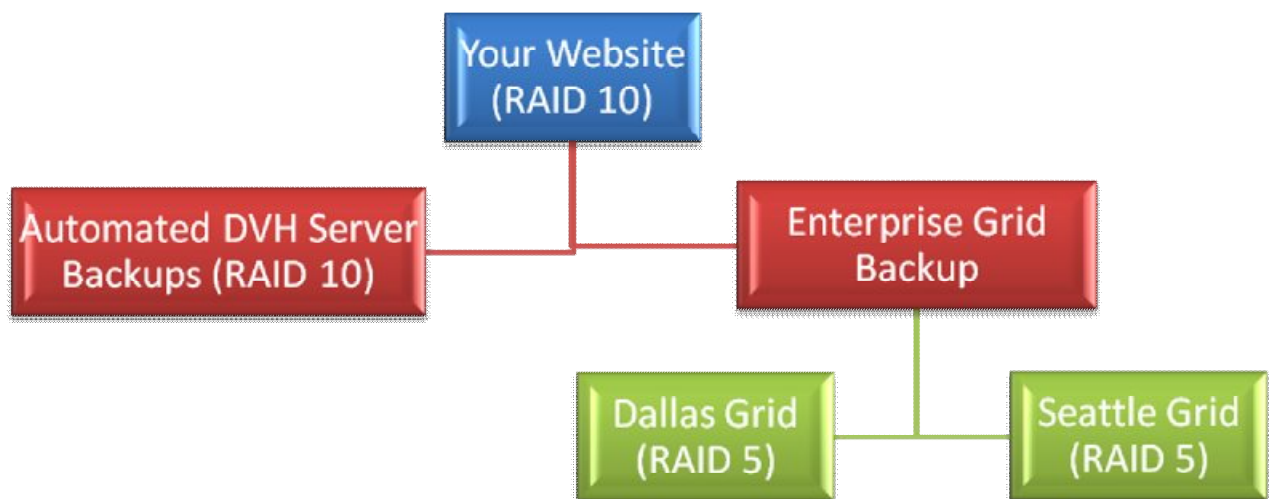 Your Website
(RAID 10)
Automated DVH Server
Backups (RAID 10)
Enterprise Grid
Backup
Dallas Grid
(RAID 5)
Seattle Grid
(RAID 5)